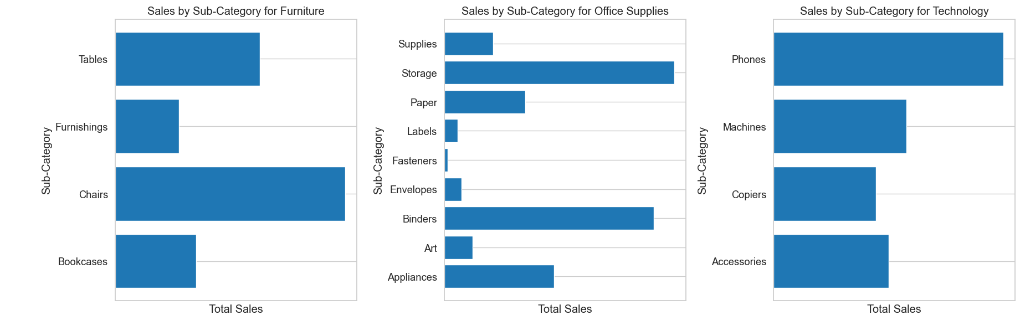 Sales by Sub-Category for Furniture
Tables
Furnishings
Chairs
Bookcases
Sub-Category
Total Sales
Sales by Sub-Category for Office Supplies
Supplies
Storage
Paper
Labels
Fasteners
Envelopes
Binders
Art
Appliances
Sub-Category
Total Sales
Sales by Sub-Category for Technology
Phones
Machines
Copiers
Accessories
Sub-Category
Total Sales